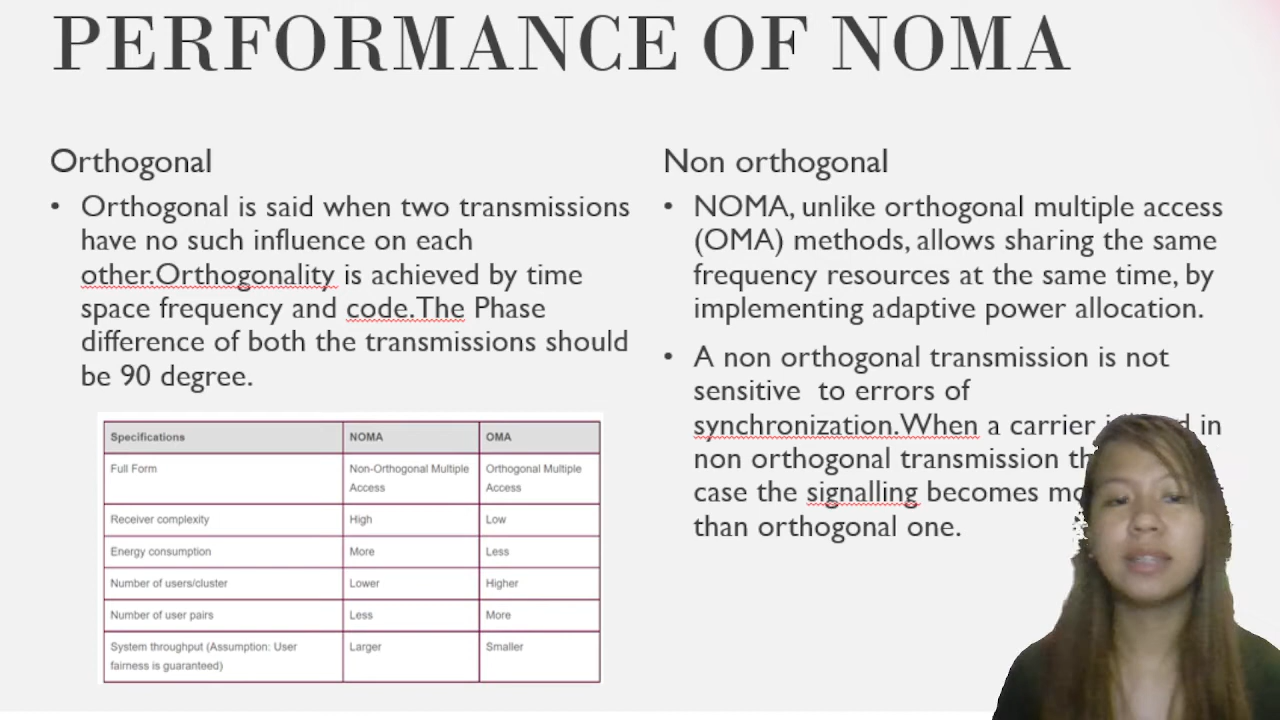 PERFORMANCE OF NOMA
Orthogonal
• Orthogonal is said when two transmissions
have no such influence on each
other.Orthogonality is achieved by time
space frequency and code.The Phase
difference of both the transmissions should
be 90 degree.
Specifications NOMA OMA
Full Form Non-Orthogonal Multiple Access Orthogonal Multiple Access
Receiver complexity High Low
Energy consumption More Less
Number of users/cluster Lower Higher
Number of user pairs Less More
System throughput (Assumption: User fairness is guaranteed) Larger Smaller
Non orthogonal
• NOMA, unlike orthogonal multiple access
(OMA) methods, allows sharing the same
frequency resources at the same time, by
implementing adaptive power allocation.
• A non orthogonal transmission is not
sensitive to errors of
synchronization.When a carrier in
non orthogonal transmission
case the signalling becomes
than orthogonal one.